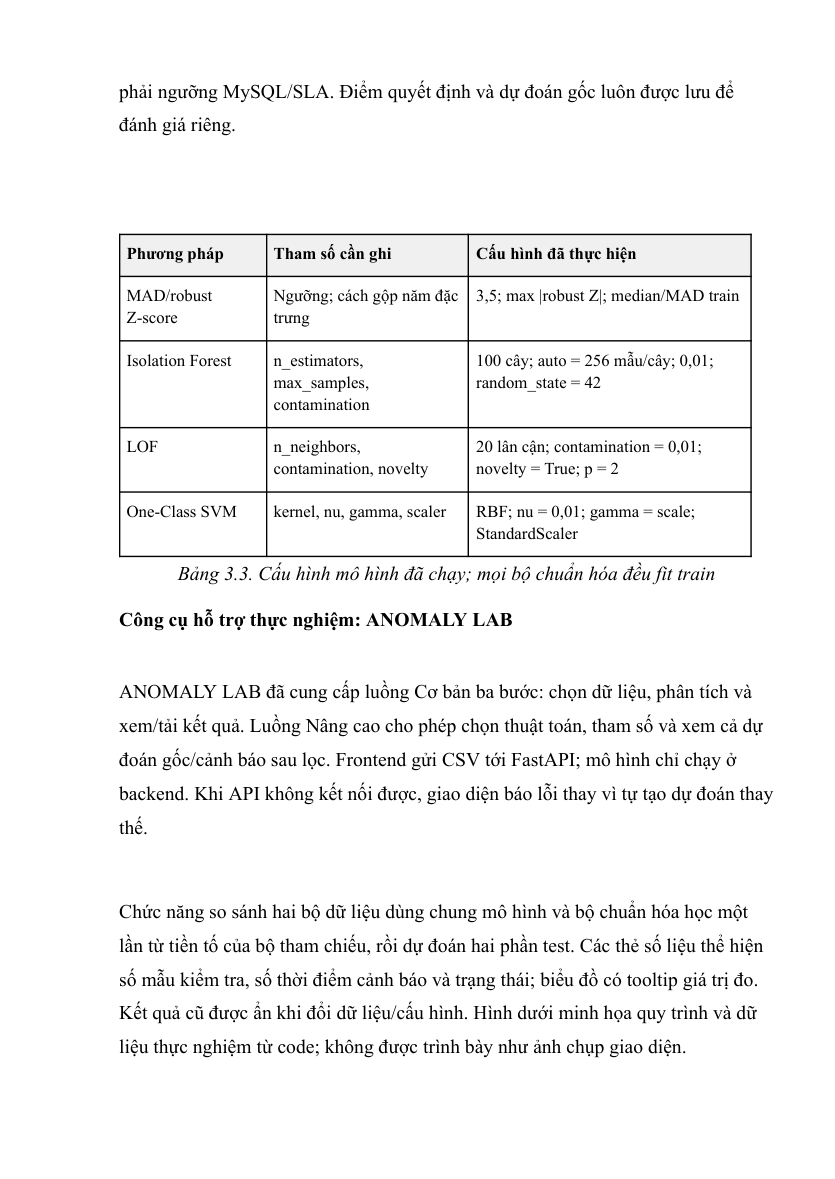 phải ngưỡng MySQL/SLA. Điểm quyết định và dự đoán gốc luôn được lưu để
đánh giá riêng.
Phương pháp
Tham số cần ghi
Cấu hình đã thực hiện
MAD/robust
Z-score
Ngưỡng; cách gộp năm đặc
trưng
3,5; max |robust Z|; median/MAD train
Isolation Forest
n_estimators,
max_samples,
contamination
100 cây; auto = 256 mẫu/cây; 0,01;
random_state = 42
LOF
n_neighbors,
contamination, novelty
20 lân cận; contamination = 0,01;
novelty = True; p = 2
One-Class SVM
kernel, nu, gamma, scaler
RBF; nu = 0,01; gamma = scale;
StandardScaler
Bảng 3.3. Cấu hình mô hình đã chạy; mọi bộ chuẩn hóa đều fit train
Công cụ hỗ trợ thực nghiệm: ANOMALY LAB
ANOMALY LAB đã cung cấp luồng Cơ bản ba bước: chọn dữ liệu, phân tích và
xem/tải kết quả. Luồng Nâng cao cho phép chọn thuật toán, tham số và xem cả dự
đoán gốc/cảnh báo sau lọc. Frontend gửi CSV tới FastAPI; mô hình chỉ chạy ở
backend. Khi API không kết nối được, giao diện báo lỗi thay vì tự tạo dự đoán thay
thế.
Chức năng so sánh hai bộ dữ liệu dùng chung mô hình và bộ chuẩn hóa học một
lần từ tiền tố của bộ tham chiếu, rồi dự đoán hai phần test. Các thẻ số liệu thể hiện
số mẫu kiểm tra, số thời điểm cảnh báo và trạng thái; biểu đồ có tooltip giá trị đo.
Kết quả cũ được ẩn khi đổi dữ liệu/cấu hình. Hình dưới minh họa quy trình và dữ
liệu thực nghiệm từ code; không được trình bày như ảnh chụp giao diện.